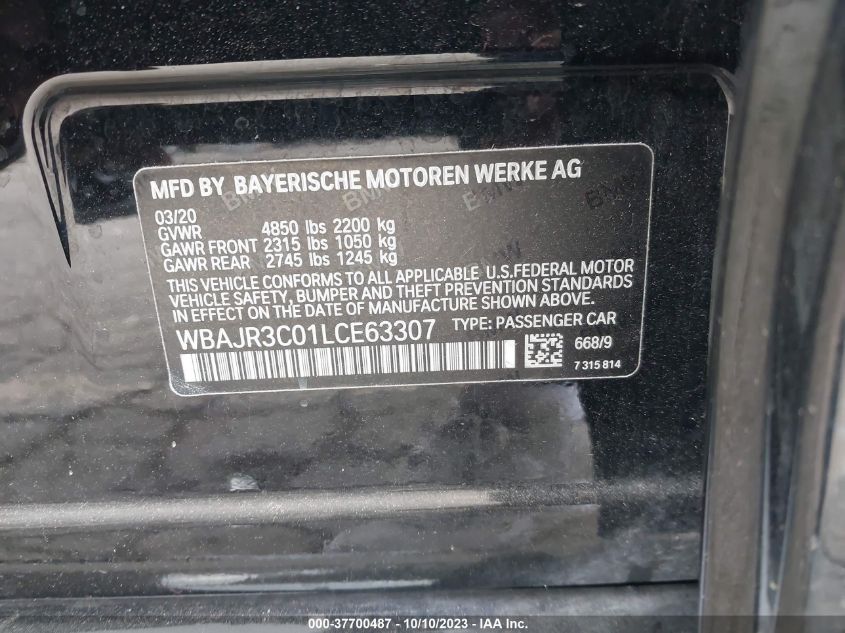 MFD BY BAYERISCHE MOTOREN WERKE AG
03/20
GVWR 4850 lbs 2200 kg
GAWR FRONT 2315 lbs 1050 kg
GAWR REAR 2745 lbs 1245 kg
THIS VEHICLE CONFORMS TO ALL APPLICABLE U.S.FEDERAL MOTOR
VEHICLE SAFETY, BUMPER AND THEFT PREVENTION STANDARDS
IN EFFECT ON THE DATE OF MANUFACTURE SHOWN ABOVE.
WBAJR3C01LCE63307 TYPE: PASSENGER CAR
668/9
7 315 814
000-37700487 - 10/10/2023 - IAA Inc.